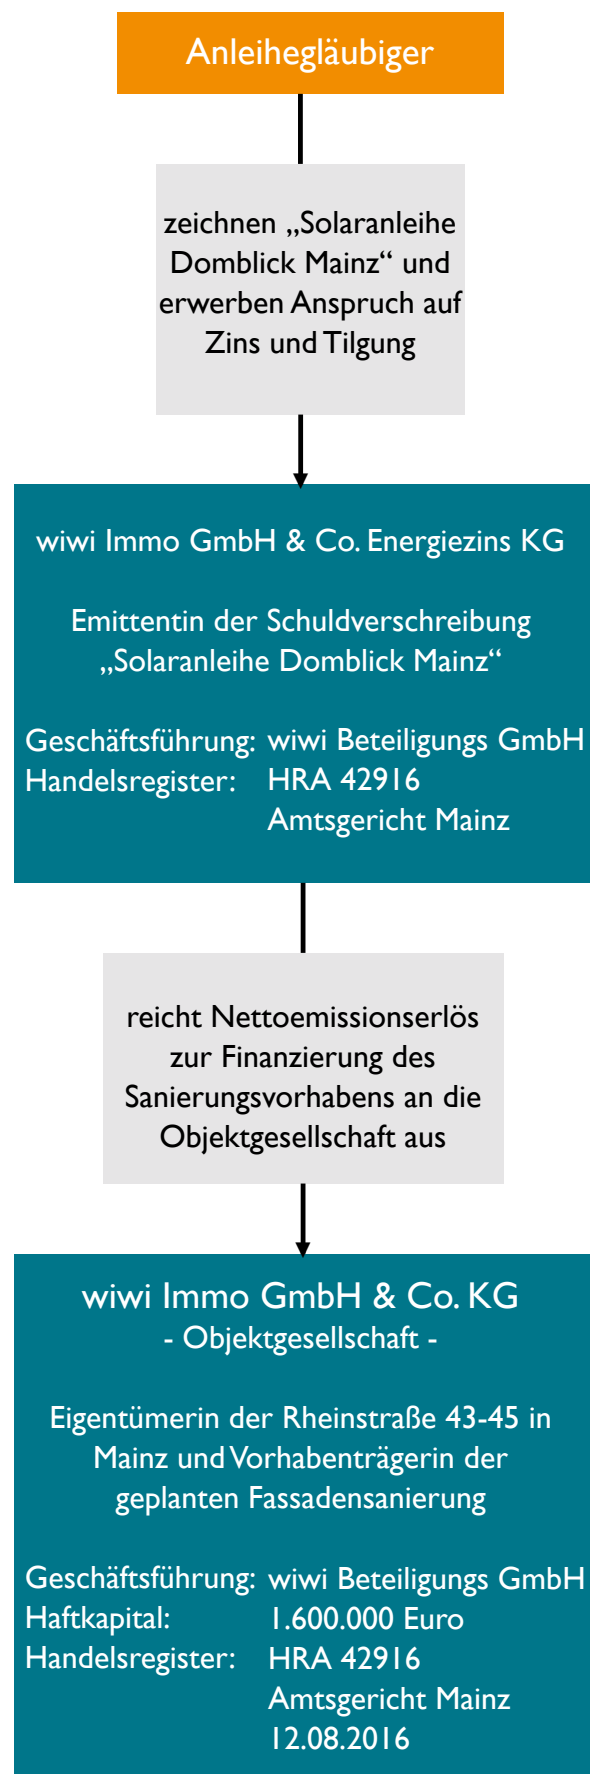 Anleihegläubiger
zeichnen „Solaranleihe
Domblick Mainz“ und
erwerben Anspruch auf
Zins und Tilgung
wiwi Immo GmbH & Co. Energiezins KG
Emittentin der Schuldverschreibung
„Solaranleihe Domblick Mainz“
Geschäftsführung: wiwi Beteiligungs GmbH
Handelsregister: HRA 42916
Amtsgericht Mainz
reicht Nettoemissionserlös
zur Finanzierung des
Sanierungsvorhabens an die
Objektgesellschaft aus
wiwi Immo GmbH & Co. KG
- Objektgesellschaft -
Eigentümerin der Rheinstraße 43-45 in
Mainz und Vorhabenträgerin der
geplanten Fassadensanierung
Geschäftsführung: wiwi Beteiligungs GmbH
Haftkapital: 1.600.000 Euro
Handelsregister: HRA 42916
Amtsgericht Mainz
12.08.2016